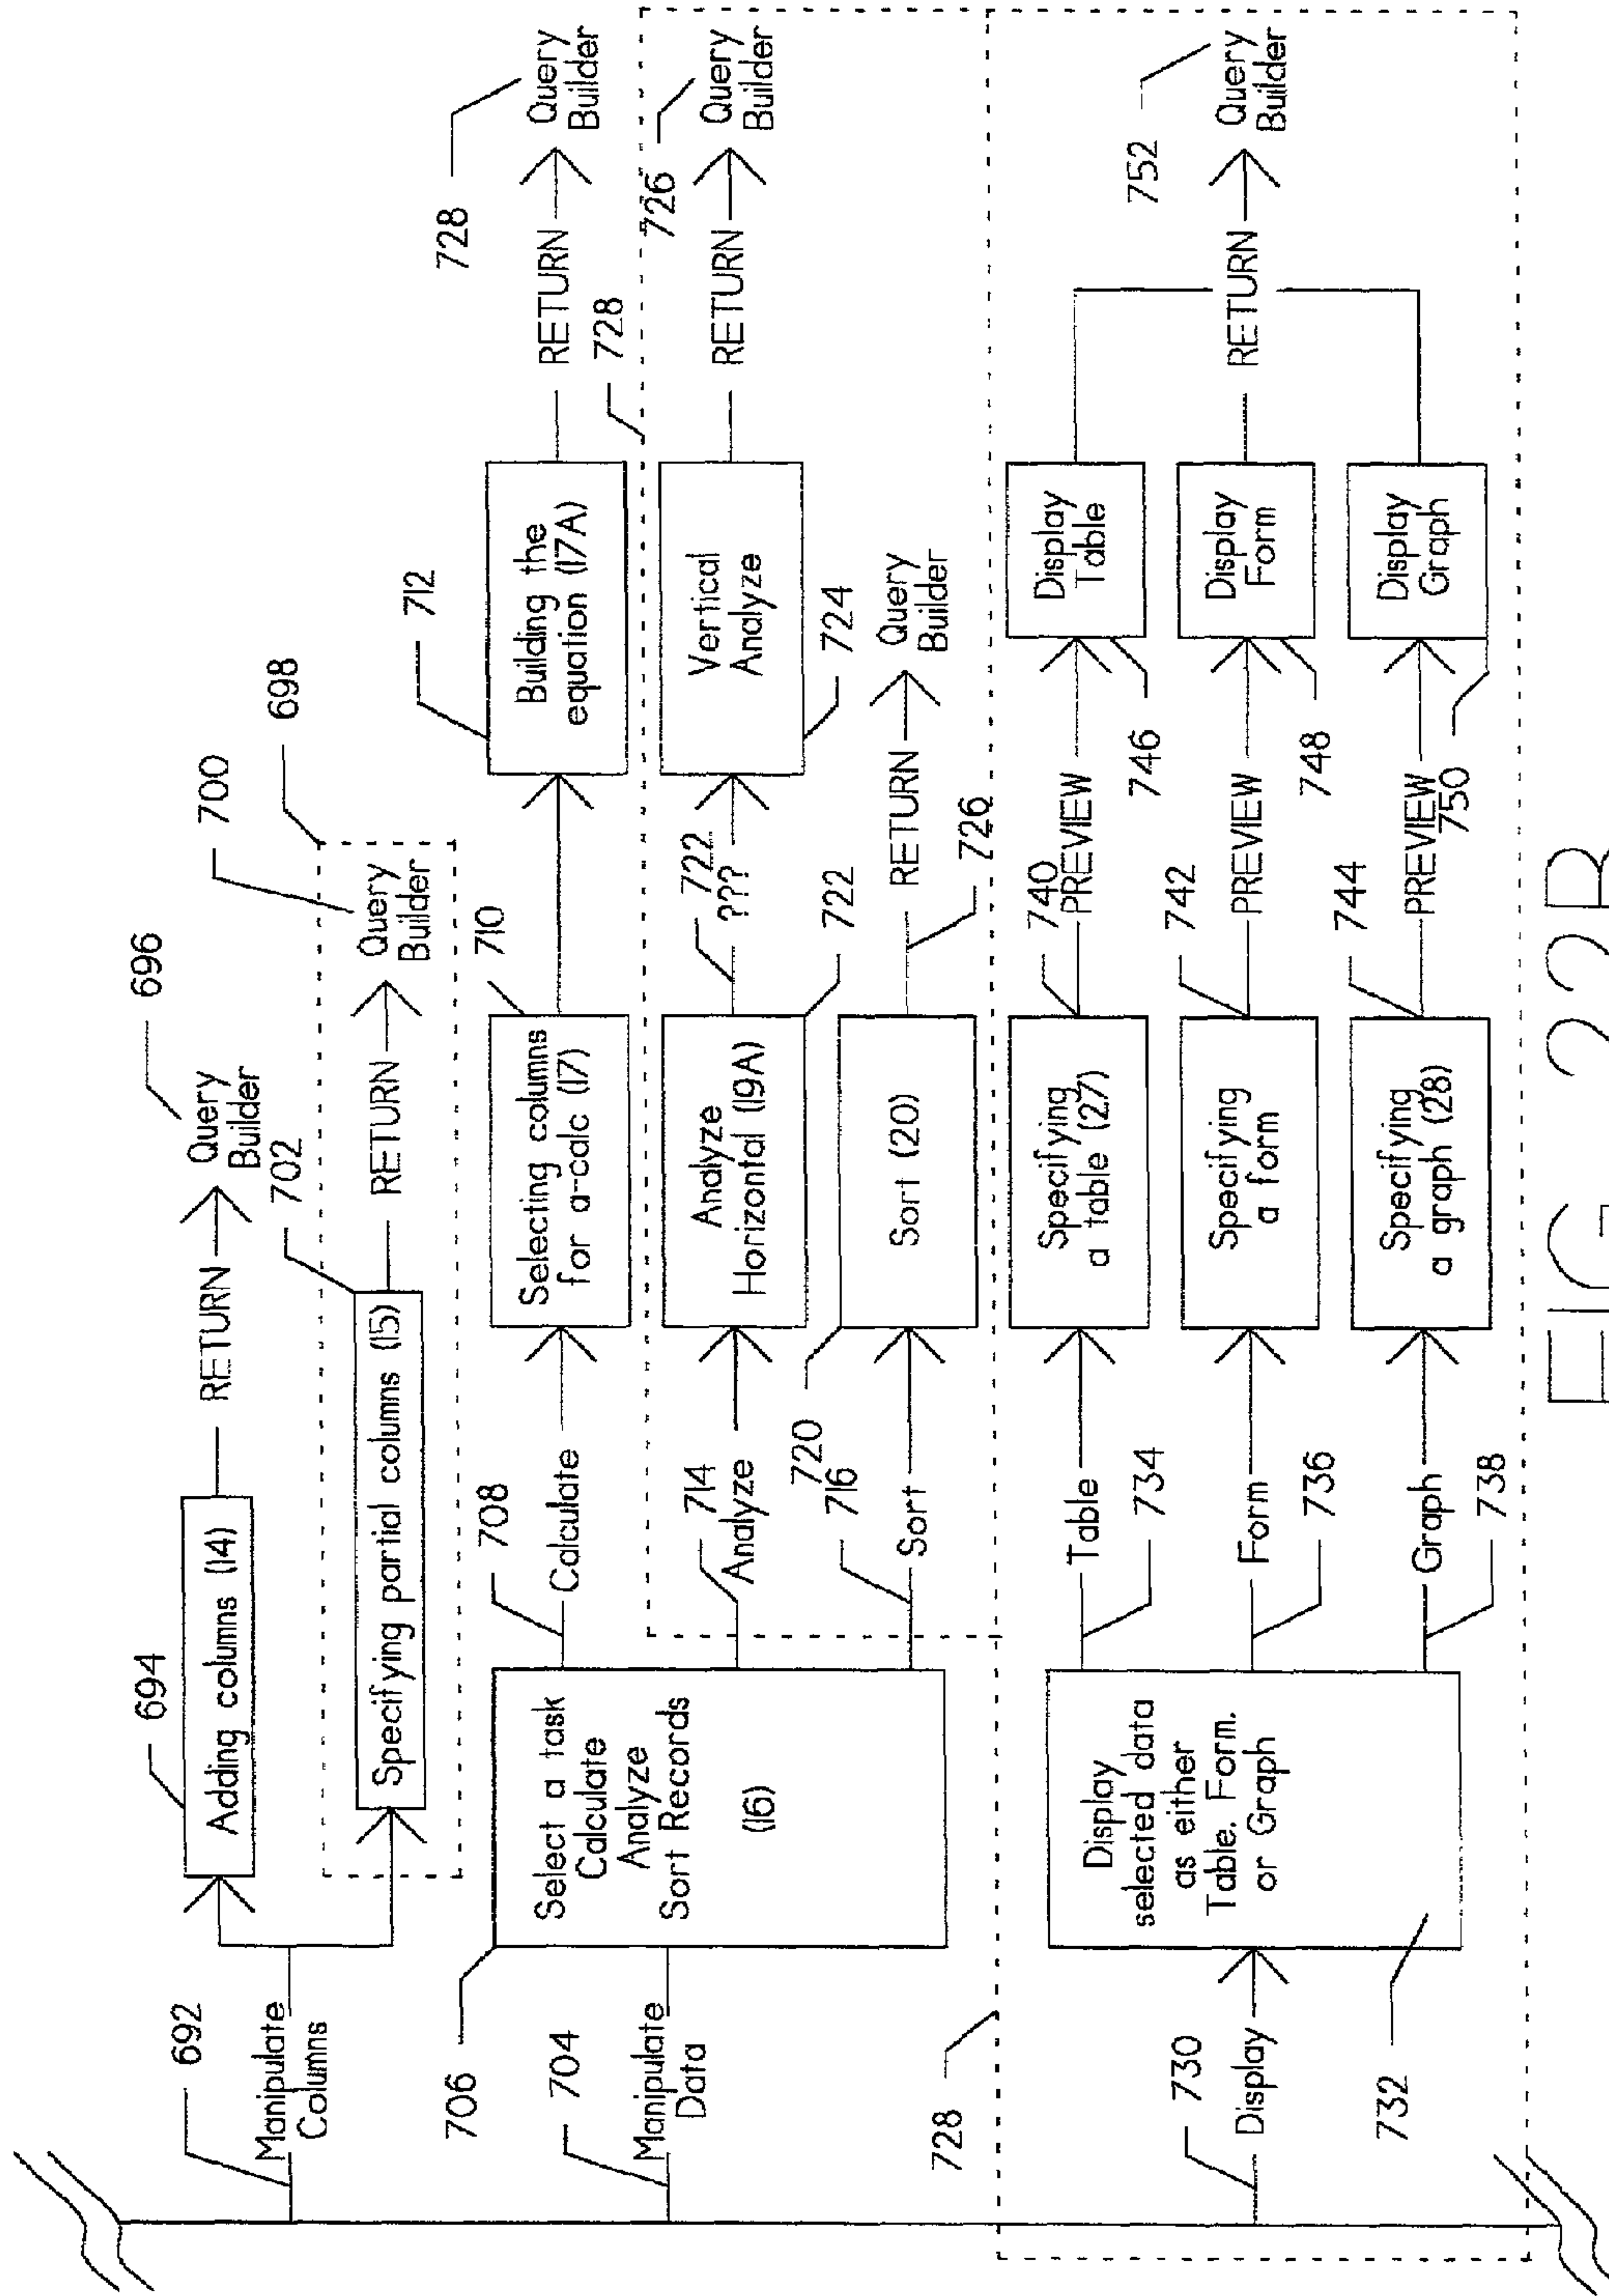 692
Manipulate
Columns
694
Adding columns (14)
RETURN
Query
Builder
696
Specifying partial columns (15)
702
RETURN
Query
Builder
700
698
704
Manipulate
Data
706
Select a task
Calculate
Analyze
Sort Records
(16)
708
Calculate
Selecting columns
for a-calc (17)
710
Building the
equation (17A)
712
RETURN
Query
Builder
728
728
714
Analyze
Analyze
Horizontal (19A)
722
???
722
Vertical
Analyze
724
RETURN
Query
Builder
726
716
Sort
720
Sort (20)
RETURN
726
Query
Builder
728
730
Display
Display
selected data
as either
Table. Form.
or Graph
732
Table
734
Specifying
a table (27)
740
PREVIEW
Display
Table
746
Form
736
Specifying
a form
742
PREVIEW
Display
Form
748
Graph
738
Specifying
a graph (28)
744
PREVIEW
Display
Graph
750
RETURN
Query
Builder
752
FIG 22B